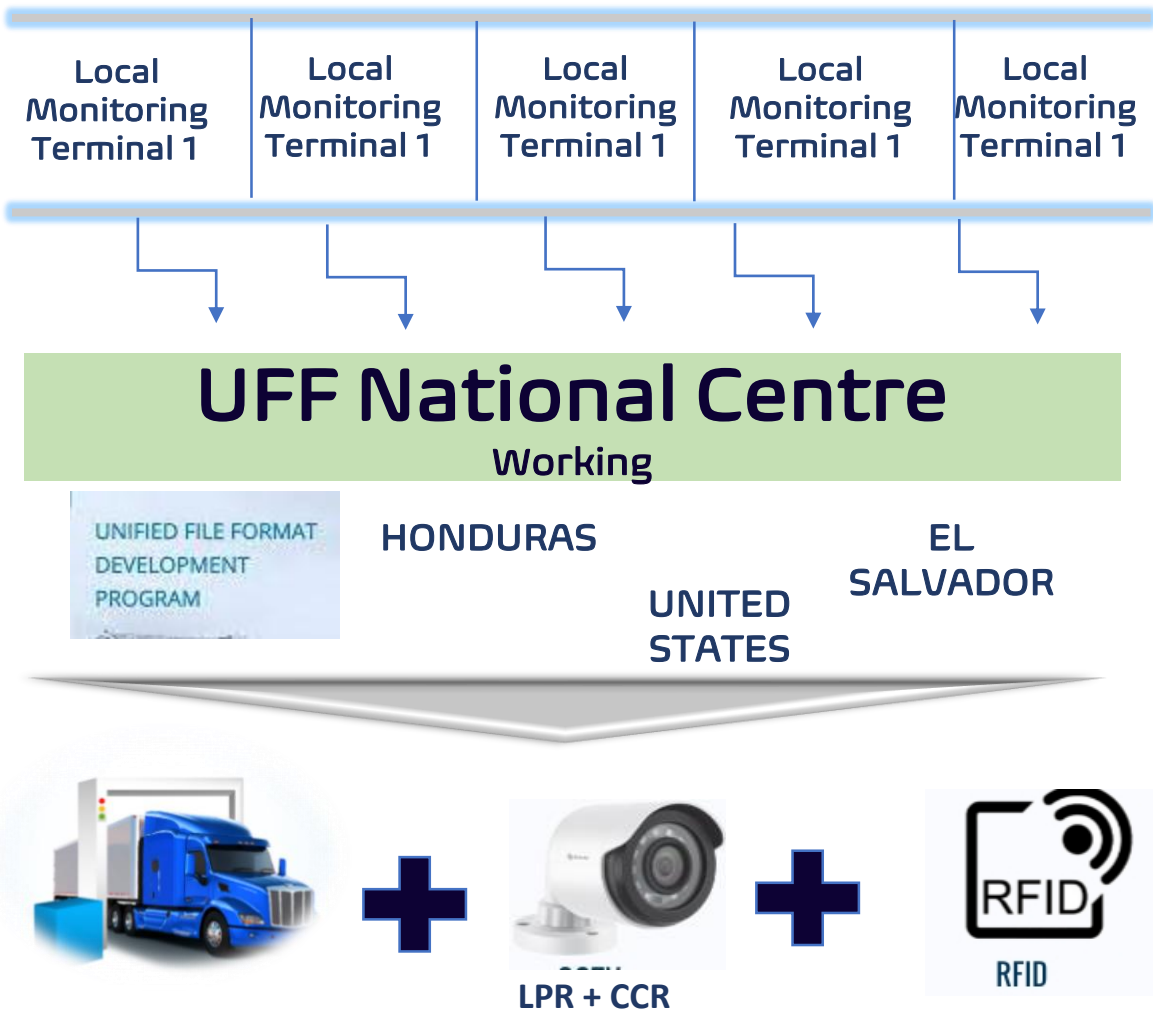 Local
Monitoring
Terminal 1
Local
Monitoring
Terminal 1
Local
Monitoring
Terminal 1
Local
Monitoring
Terminal 1
Local
Monitoring
Terminal 1
UFF National Centre
Working
UNIFIED FILE FORMAT
DEVELOPMENT
PROGRAM
HONDURAS
UNITED
STATES
EL
SALVADOR
LPR + CCR
RFID
RFID